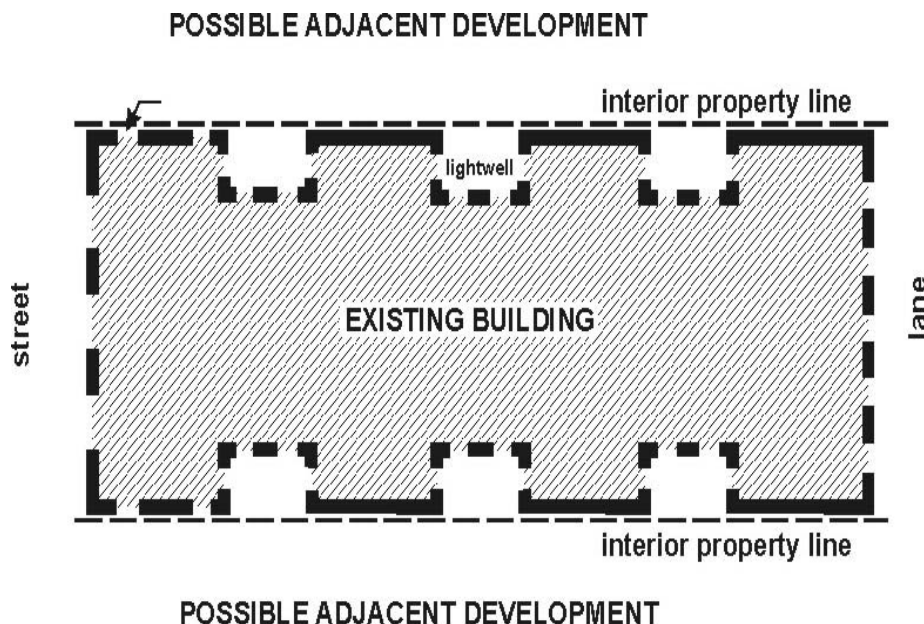 POSSIBLE ADJACENT DEVELOPMENT
interior property line
lightwell
street
EXISTING BUILDING
lane
interior property line
POSSIBLE ADJACENT DEVELOPMENT